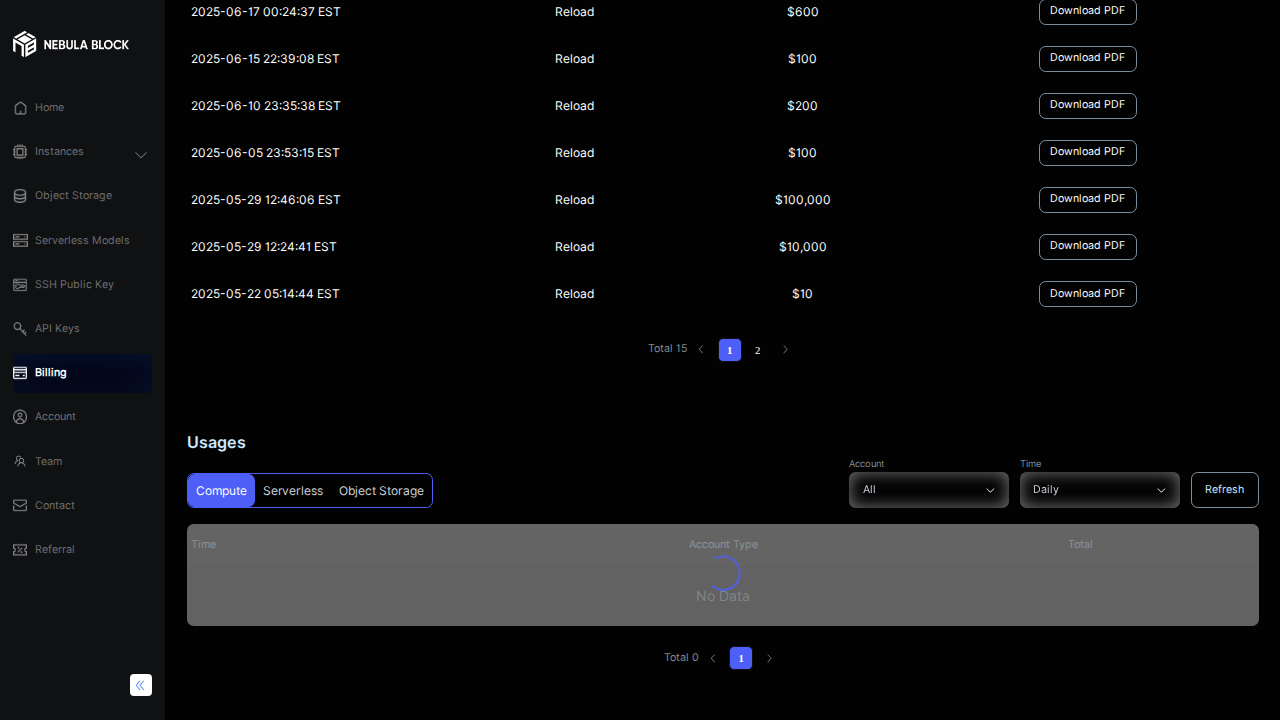 NEBULA BLOCK
Home
Instances
Object Storage
Serverless Models
SSH Public Key
API Keys
Billing
Account
Team
Contact
Referral
2025-06-17 00:24:37 EST Reload $600 Download PDF
2025-06-15 22:39:08 EST Reload $100 Download PDF
2025-06-10 23:35:38 EST Reload $200 Download PDF
2025-06-05 23:53:15 EST Reload $100 Download PDF
2025-05-29 12:46:06 EST Reload $100,000 Download PDF
2025-05-29 12:24:41 EST Reload $10,000 Download PDF
2025-05-22 05:14:44 EST Reload $10 Download PDF
Total 15 1 2
Usages
Compute Serverless Object Storage
Account Time
All Daily Refresh
Time Account Type Total
No Data
Total 0 1